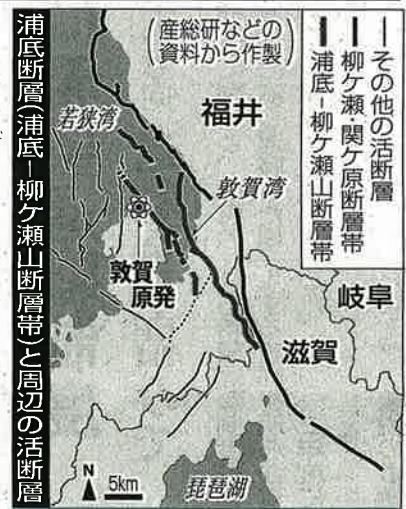 浦底断層(浦底−柳ケ瀬山断層帯)と周辺の活断層
(産総研などの
資料から作製)
その他の活断層
柳ケ瀬・関ケ原断層帯
浦底−柳ケ瀬山断層帯
若狭湾
福井
敦賀湾
敦賀
原発
岐阜
滋賀
琵琶湖
N
5km